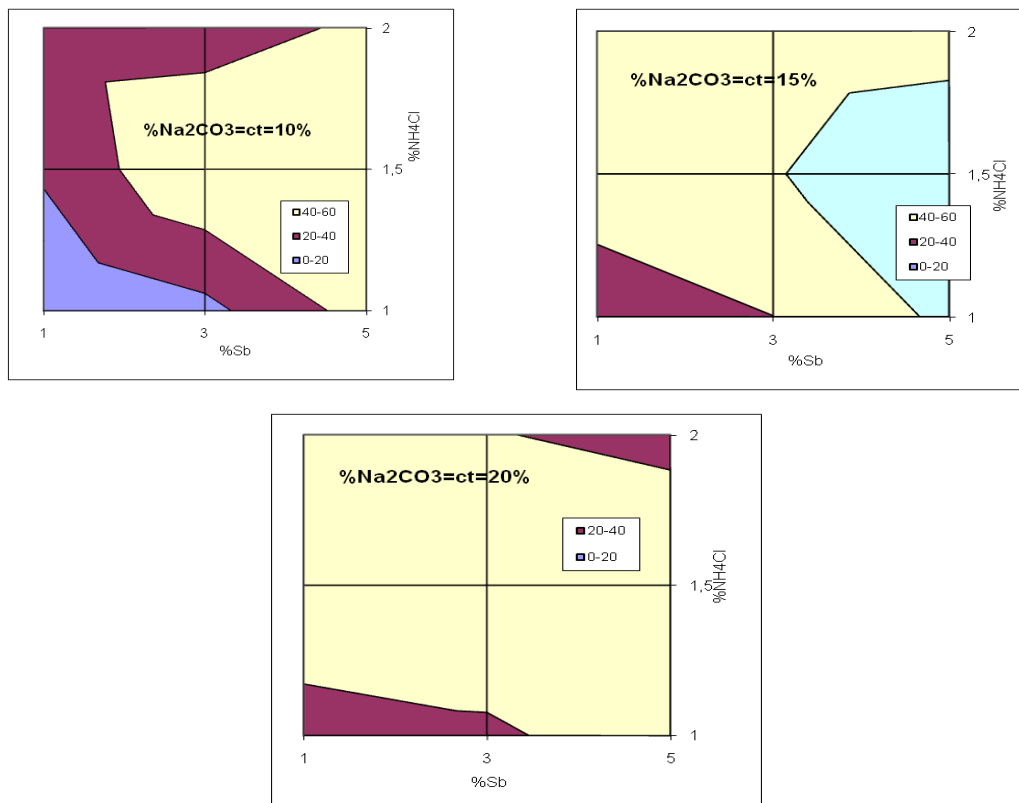 2
%Na2CO3=ct=10%
%NH4Cl
1,5
40-60
20-40
0-20
1
1
3
5
%Sb
2
%Na2CO3=ct=15%
%NH4Cl
1,5
40-60
20-40
0-20
1
1
3
5
%Sb
2
%Na2CO3=ct=20%
20-40
0-20
%NH4Cl
1,5
1
1
3
5
%Sb